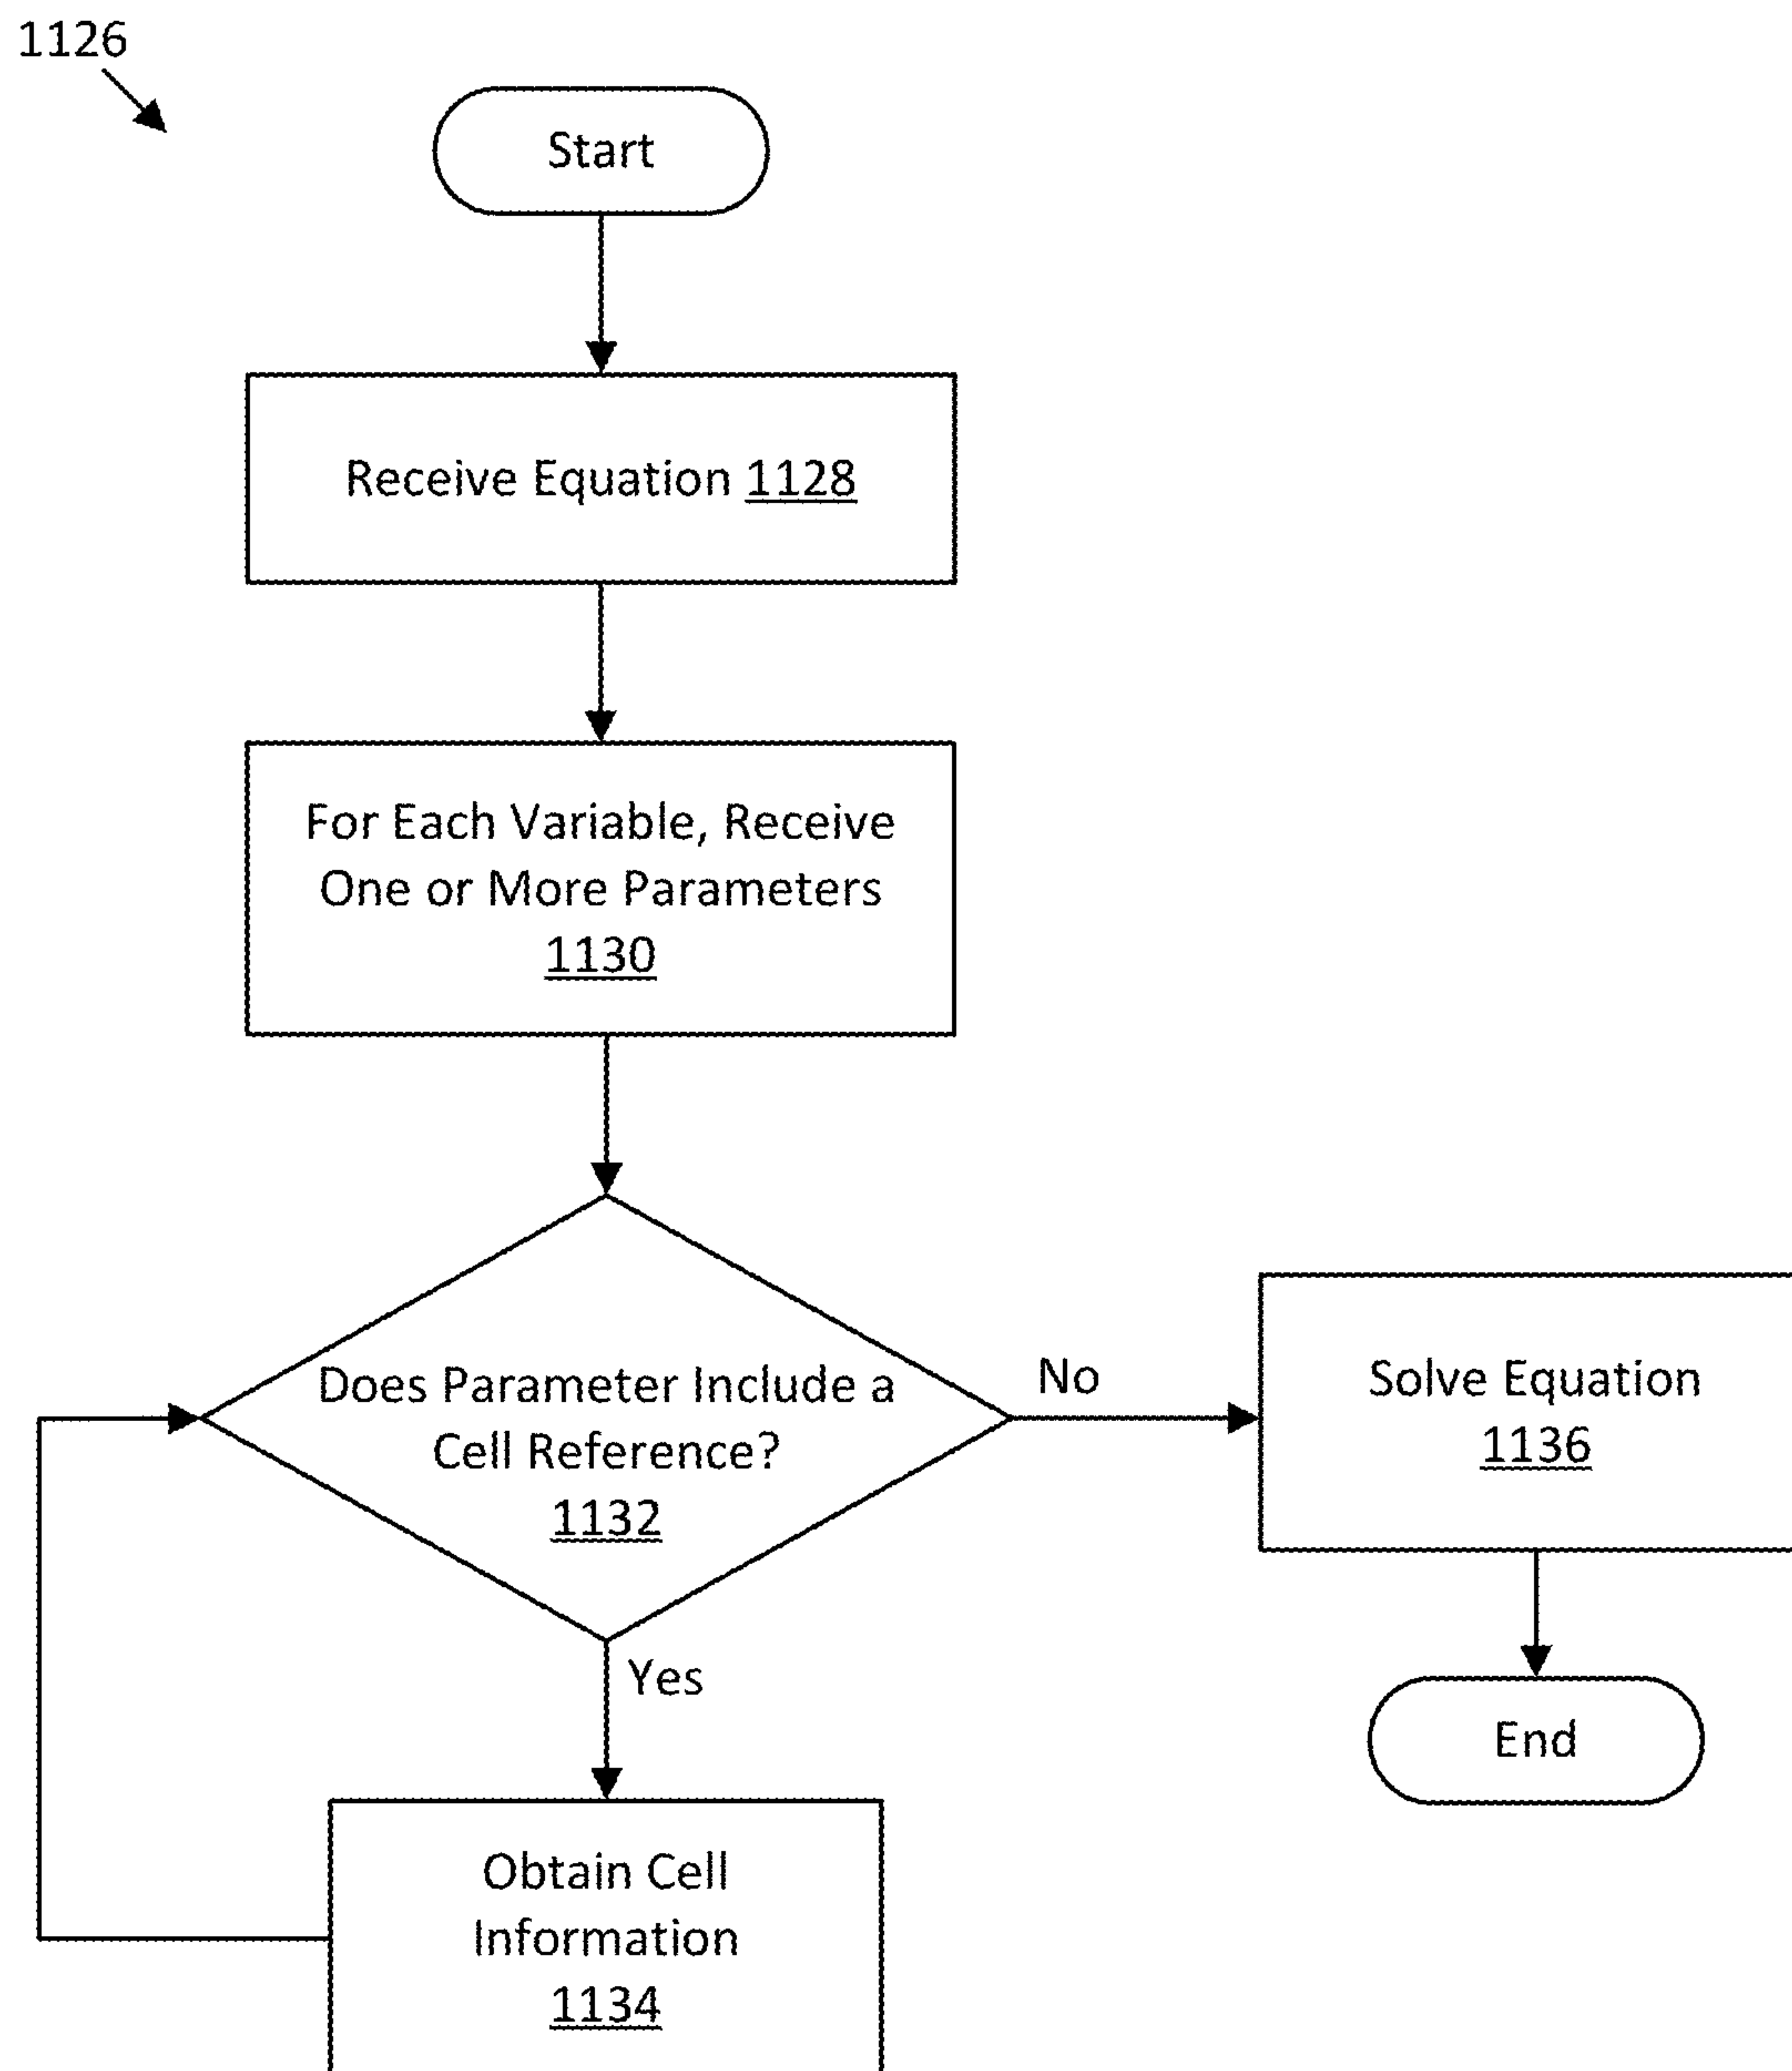 1126
Start
Receive Equation 1128
For Each Variable, Receive
One or More Parameters
1130
Does Parameter Include a
Cell Reference?
1132
No
Solve Equation
1136
Yes
End
Obtain Cell
Information
1134